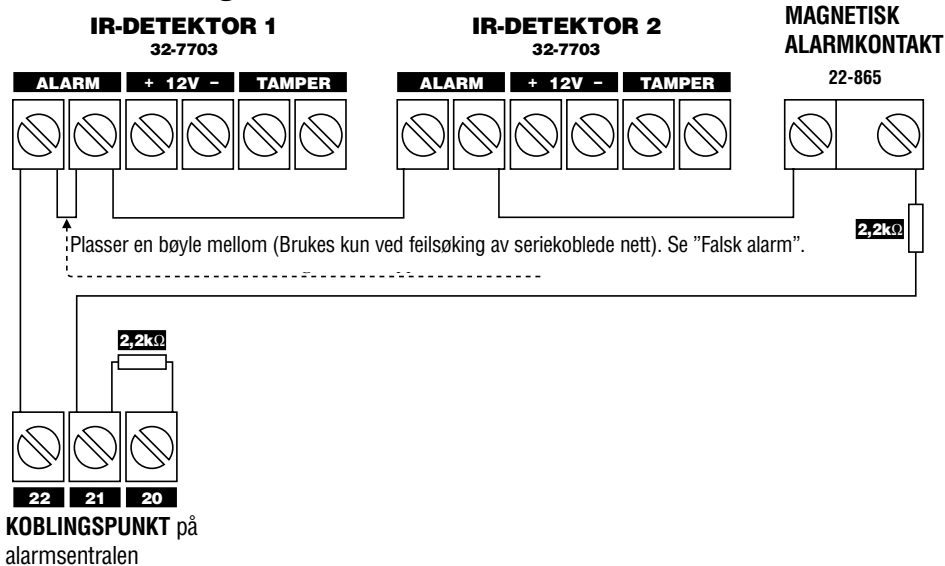 IR-DETEKTOR 1
32-7703
IR-DETEKTOR 2
32-7703
MAGNETISK
ALARMKONTAKT
22-865
ALARM + 12V – TAMPER
ALARM + 12V – TAMPER
2,2kΩ
Plasser en bøyle mellom (Brukes kun ved feilsøking av seriekoblede nett). Se ”Falsk alarm”.
2,2kΩ
22 21 20
KOBLINGSPUNKT på
alarmsentralen